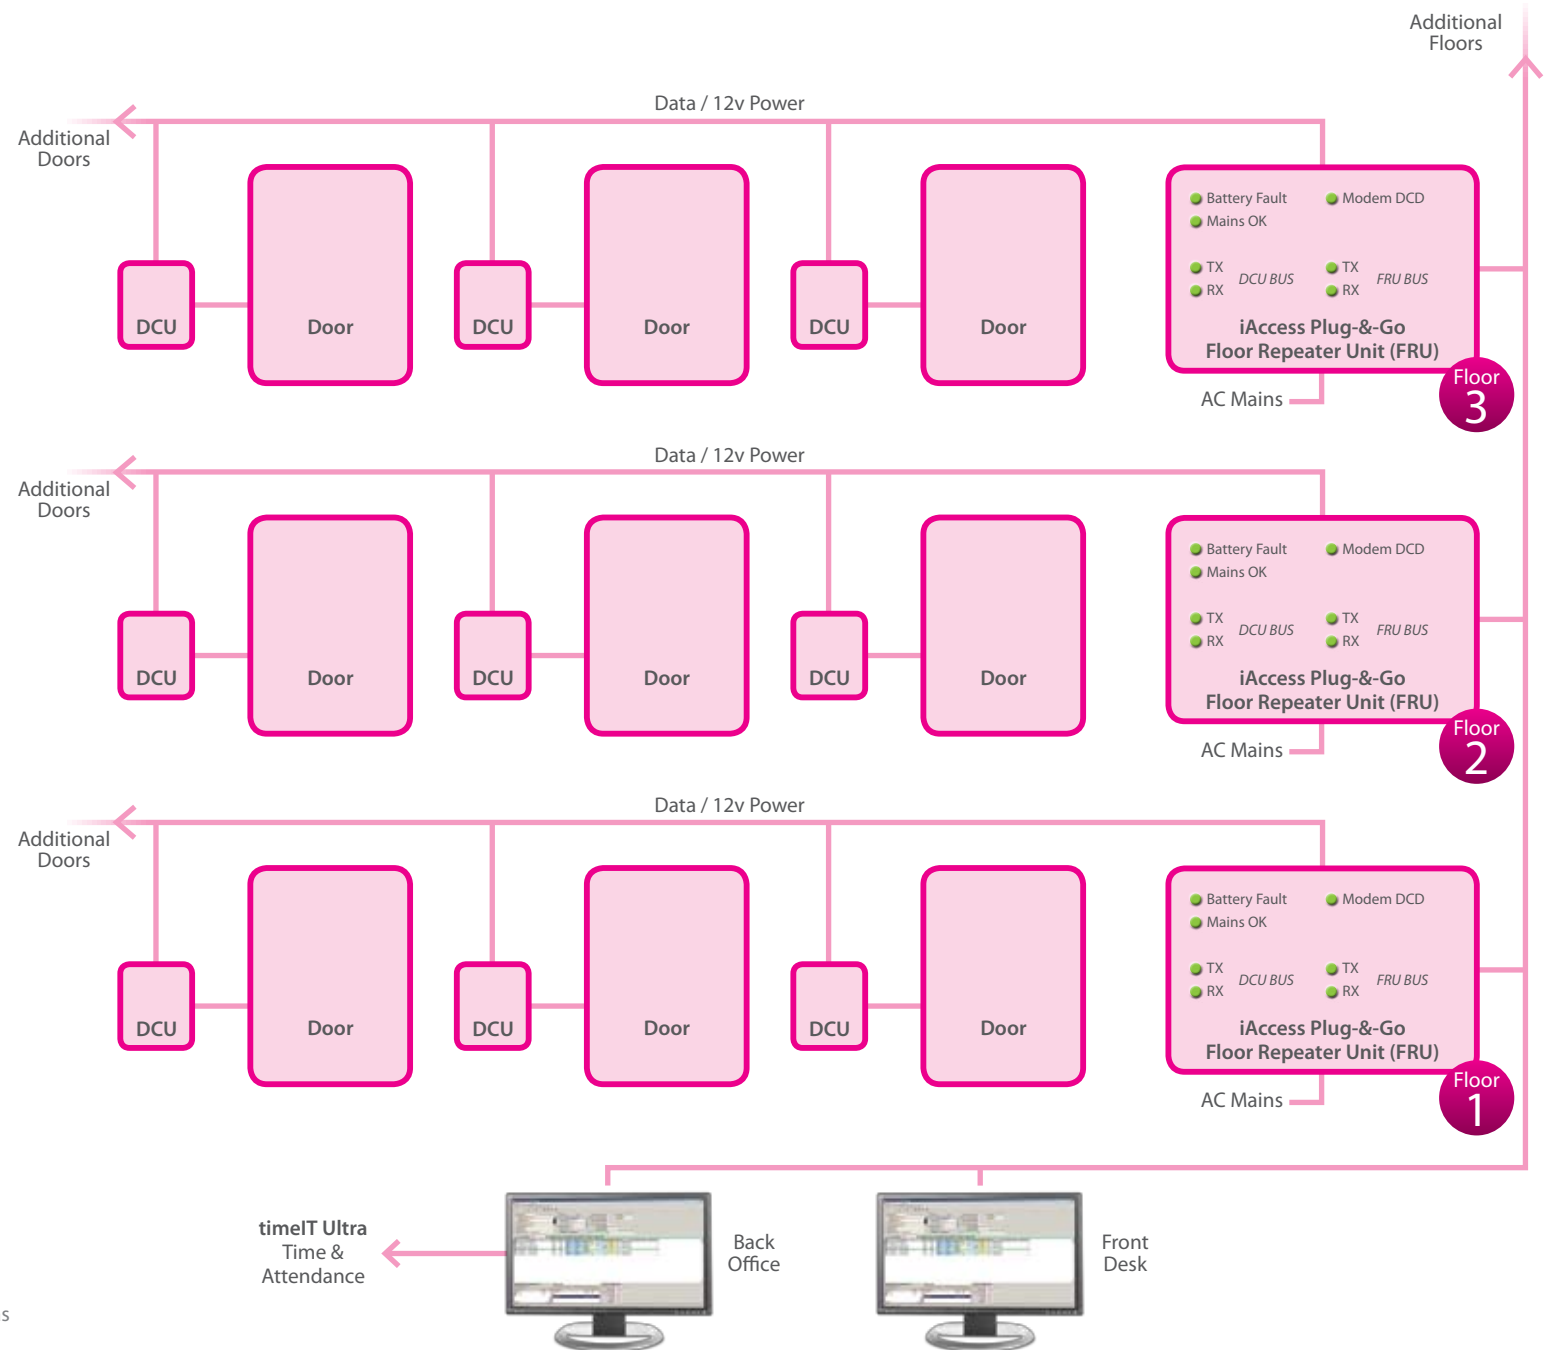 Additional
Floors
Data / 12v Power
Additional
Doors
Battery Fault
Modem DCD
Mains OK
TX
RX
DCU BUS
TX
RX
FRU BUS
DCU
Door
DCU
Door
DCU
Door
iAccess Plug-&-Go
Floor Repeater Unit (FRU)
Floor
3
AC Mains
Data / 12v Power
Additional
Doors
Battery Fault
Modem DCD
Mains OK
TX
RX
DCU BUS
TX
RX
FRU BUS
DCU
Door
DCU
Door
DCU
Door
iAccess Plug-&-Go
Floor Repeater Unit (FRU)
Floor
2
AC Mains
Data / 12v Power
Additional
Doors
Battery Fault
Modem DCD
Mains OK
TX
RX
DCU BUS
TX
RX
FRU BUS
DCU
Door
DCU
Door
DCU
Door
iAccess Plug-&-Go
Floor Repeater Unit (FRU)
Floor
1
AC Mains
timeIT Ultra
Time &
Attendance
Back
Office
Front
Desk